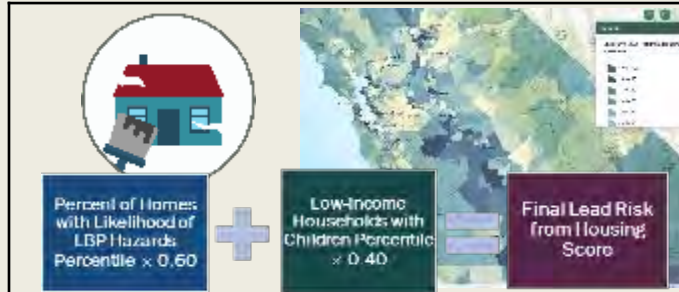 Percent of Homes
with Likelihood of
LBP Hazards
Percentile × 0.60
Low-Income
Households with
Children Percentile
× 0.40
Final Lead Risk
from Housing
Score